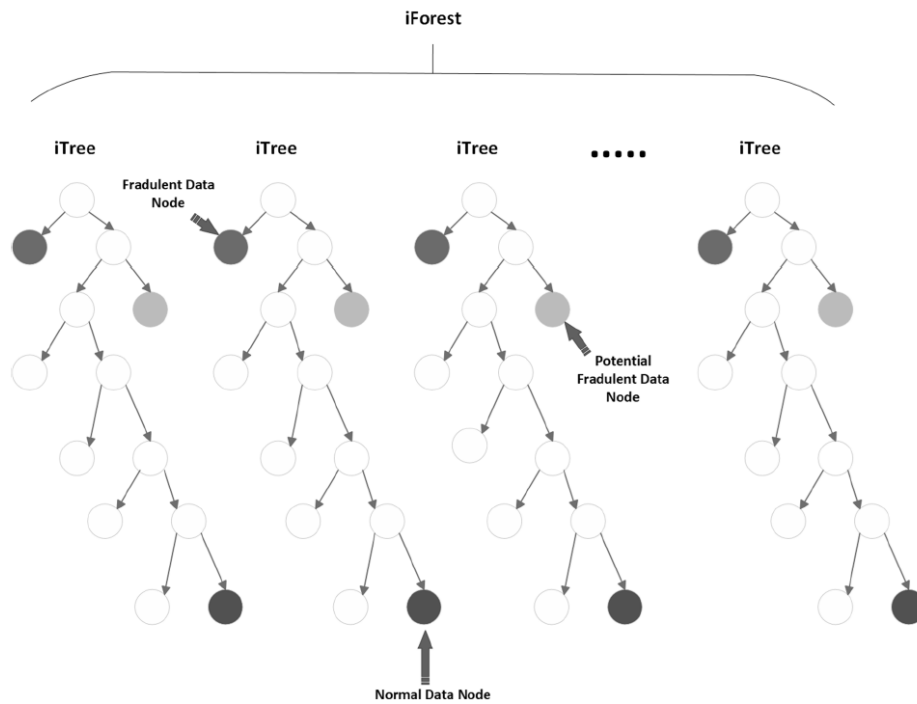 iForest
iTree iTree iTree ..... iTree
Fradulent Data
Node
Potential
Fradulent Data
Node
Normal Data Node